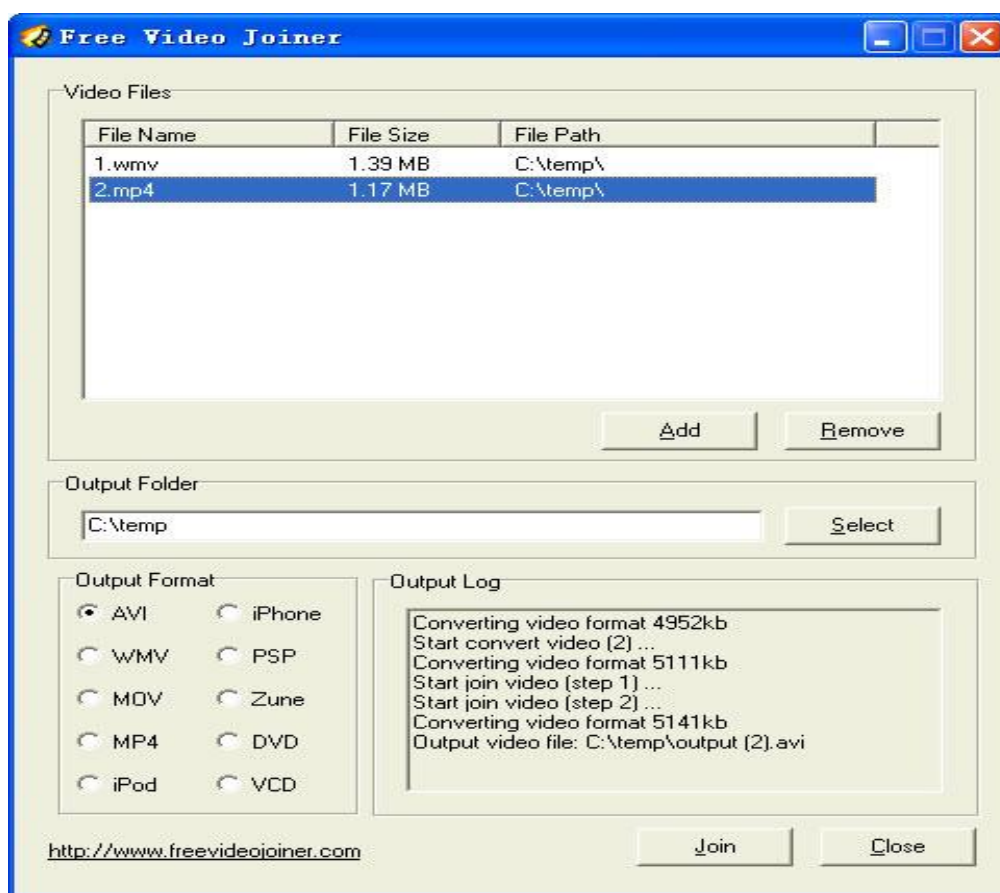 Free Video Joiner
Video Files
File Name File Size File Path
1.wmv 1.39 MB C:\temp\
2.mp4 1.17 MB C:\temp\
Add Remove
Output Folder
C:\temp Select
Output Format
AVI iPhone
WMV PSP
MOV Zune
MP4 DVD
iPod VCD
Output Log
Converting video format 4952kb
Start convert video (2) ...
Converting video format 5111kb
Start join video (step 1) ...
Start join video (step 2) ...
Converting video format 5141kb
Output video file: C:\temp\output (2).avi
http://www.freevideojoiner.com Join Close